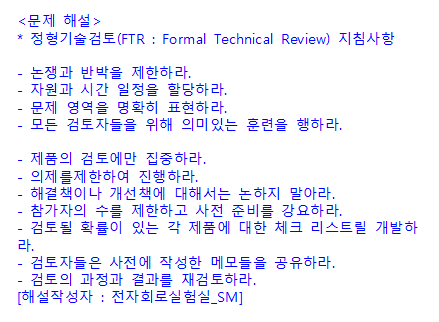 <문제 해설>
* 정형기술검토(FTR : Formal Technical Review) 지침사항
- 논쟁과 반박을 제한하라.
- 자원과 시간 일정을 할당하라.
- 문제 영역을 명확히 표현하라.
- 모든 검토자들을 위해 의미있는 훈련을 행하라.
- 제품의 검토에만 집중하라.
- 의제를제한하여 진행하라.
- 해결책이나 개선책에 대해서는 논하지 말아라.
- 참가자의 수를 제한하고 사전 준비를 강요하라.
- 검토될 확률이 있는 각 제품에 대한 체크 리스트릴 개발하
라.
- 검토자들은 사전에 작성한 메모들을 공유하라.
- 검토의 과정과 결과를 재검토하라.
[해설작성자 : 전자회로실험실_SM]